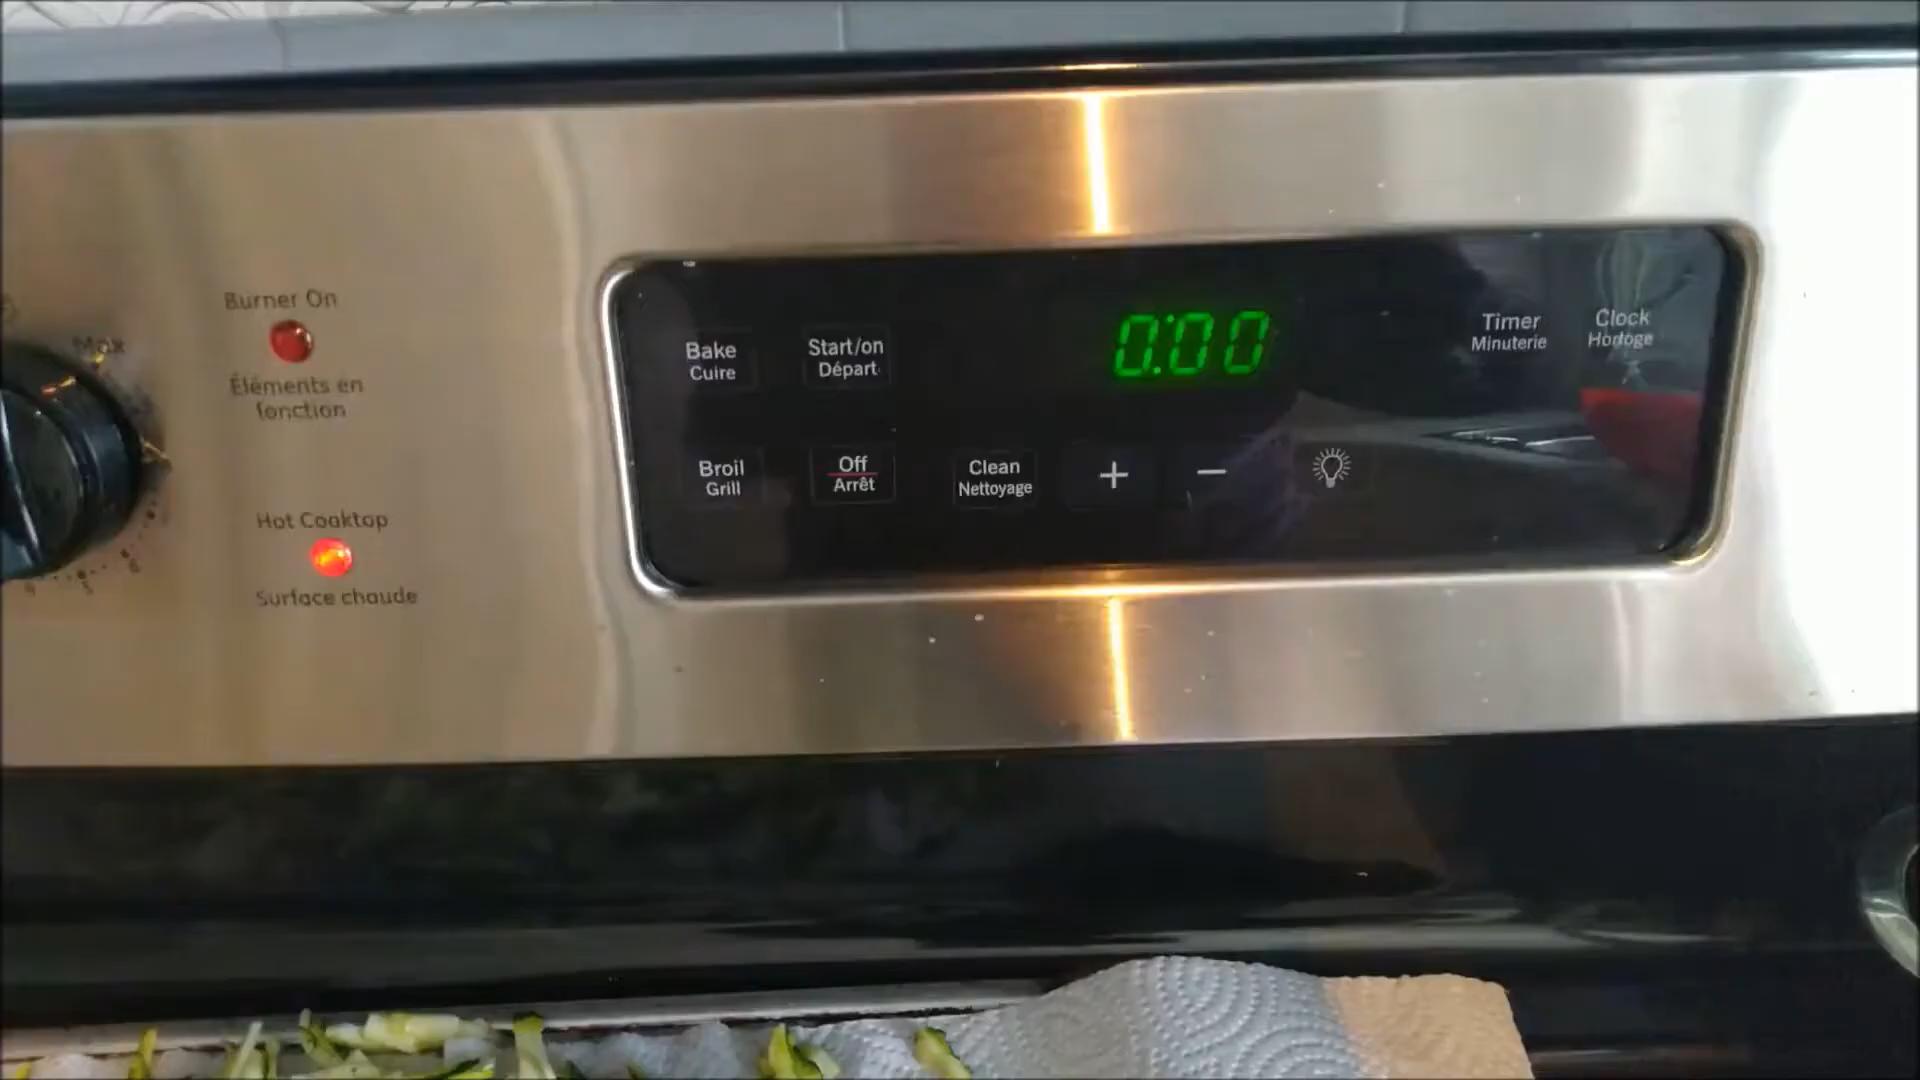 Burner On
Éléments en
fonction
Max
Hot Cooktop
Surface chaude
Bake
Cuire
Start/on
Départ
0:00
Timer
Minuterie
Clock
Horloge
Broil
Grill
Off
Arrêt
Clean
Nettoyage
+
−